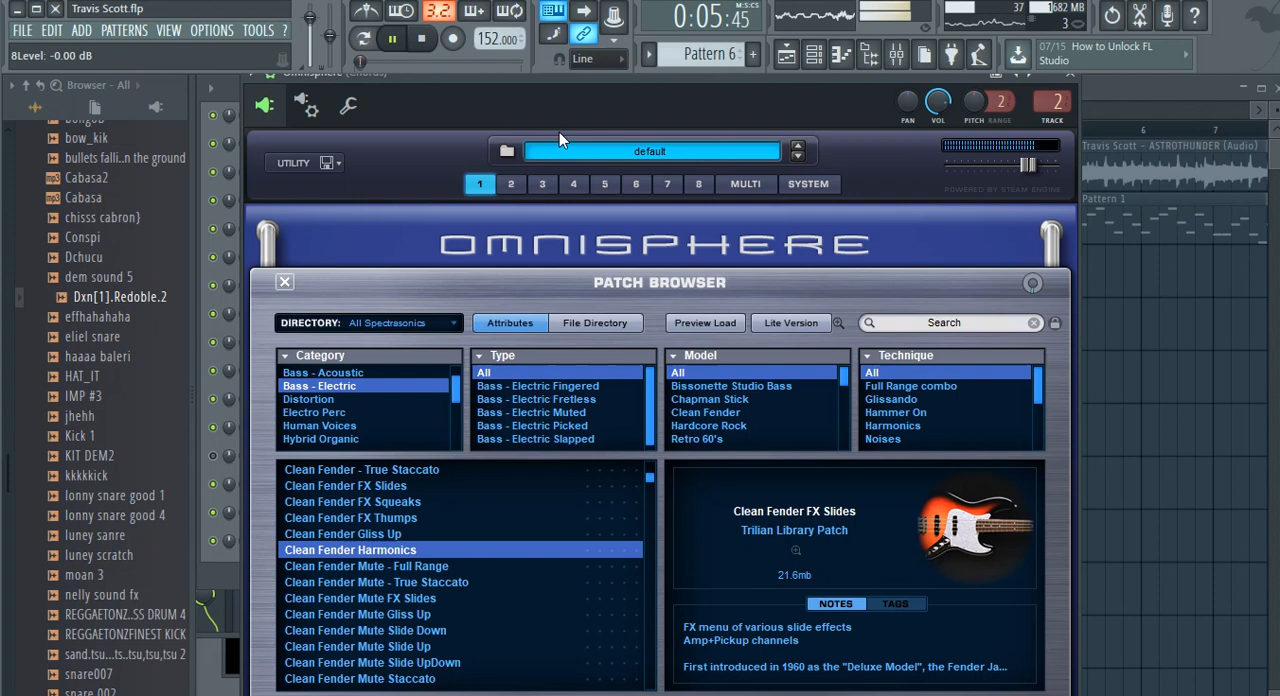 Travis Scott.flp
FILE EDIT ADD PATTERNS VIEW OPTIONS TOOLS ?
8Level: -0.00 dB
3.2.
152.000
Line
0:05:45
M:S:CS
Pattern 6
37
1682 MB
3
07/15 How to Unlock FL
Studio
Browser - All
bow_kik
bullets falli..n the ground
Cabasa2
Cabasa
chisss cabron}
Conspi
Dchucu
dem sound 5
Dxn[1].Redoble.2
effhahahaha
eliel snare
haaaa baleri
HAT_IT
IMP #3
jhehh
Kick 1
KIT DEM2
kkkkkick
lonny snare good 1
lonny snare good 4
luney sanre
luney scratch
moan 3
nelly sound fx
REGGAETONZ..SS DRUM 4
REGGAETONZFINEST KICK
sand.tsu...ts..tsu,tsu,tsu 2
snare007
snare 002
PAN
VOL
PITCH
2
RANGE
2
TRACK
UTILITY
default
1 2 3 4 5 6 7 8 MULTI SYSTEM
POWERED BY STEAM ENGINE
OMNISPHERE
PATCH BROWSER
DIRECTORY: All Spectrasonics
Attributes
File Directory
Preview Load
Lite Version
Search
Category
Bass - Acoustic
Bass - Electric
Distortion
Electro Perc
Human Voices
Hybrid Organic
Type
All
Bass - Electric Fingered
Bass - Electric Fretless
Bass - Electric Muted
Bass - Electric Picked
Bass - Electric Slapped
Model
All
Bissonette Studio Bass
Chapman Stick
Clean Fender
Hardcore Rock
Retro 60's
Technique
All
Full Range combo
Glissando
Hammer On
Harmonics
Noises
Clean Fender - True Staccato
Clean Fender FX Slides
Clean Fender FX Squeaks
Clean Fender FX Thumps
Clean Fender Gliss Up
Clean Fender Harmonics
Clean Fender Mute - Full Range
Clean Fender Mute - True Staccato
Clean Fender Mute FX Slides
Clean Fender Mute Gliss Up
Clean Fender Mute Slide Down
Clean Fender Mute Slide Up
Clean Fender Mute Slide UpDown
Clean Fender Mute Staccato
Clean Fender FX Slides
Trilian Library Patch
21.6mb
NOTES
TAGS
FX menu of various slide effects
Amp+Pickup channels
First introduced in 1960 as the "Deluxe Model", the Fender Ja...
6
7
Travis Scott - ASTROTHUNDER (Audio)
Pattern 1